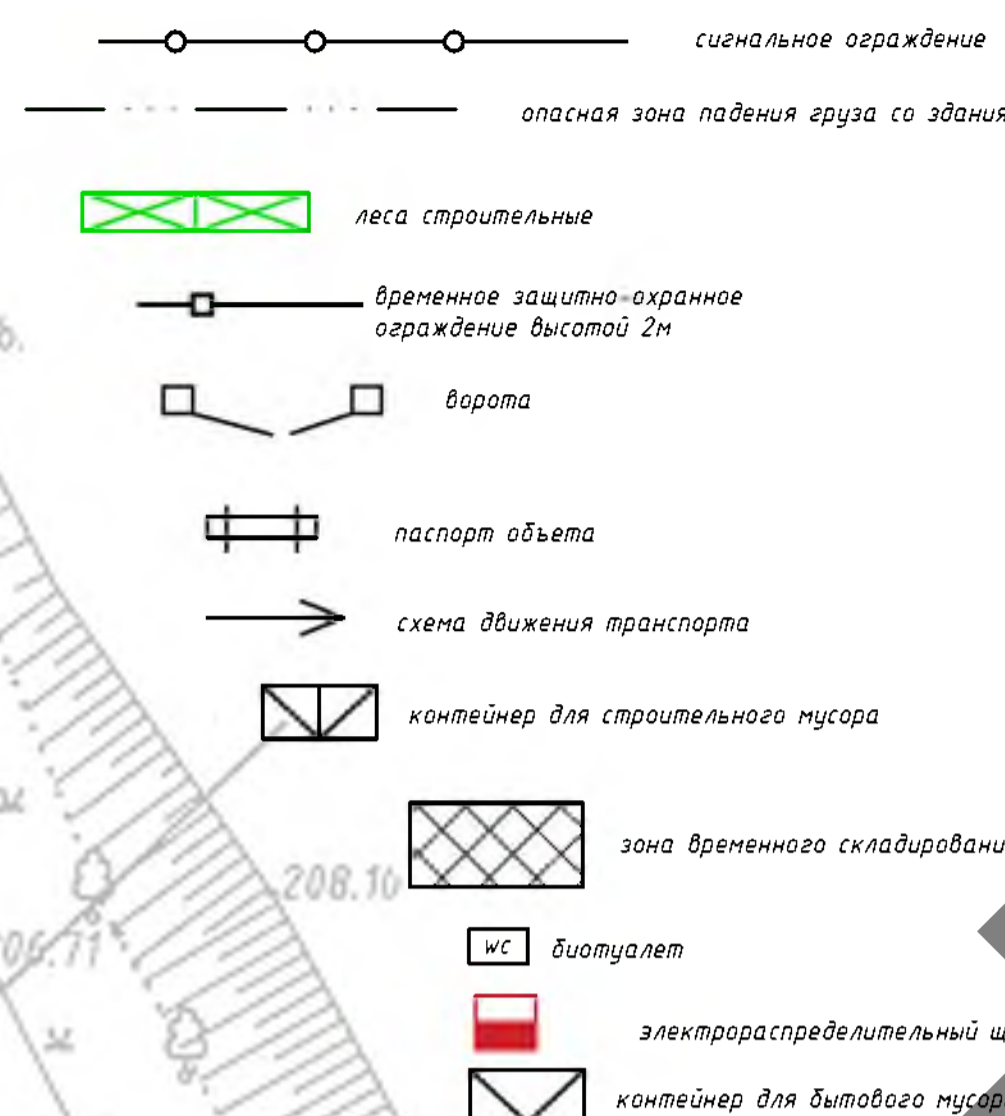 сигнальное ограждение
опасная зона падения груза со здания
леса строительные
временное защитно-охранное
ограждение высотой 2м
ворота
паспорт объета
схема движения транспорта
контейнер для строительного мусора
зона временного складировани
208.10
WC биотуалет
электрораспределительный щ
контейнер для бытового мусор